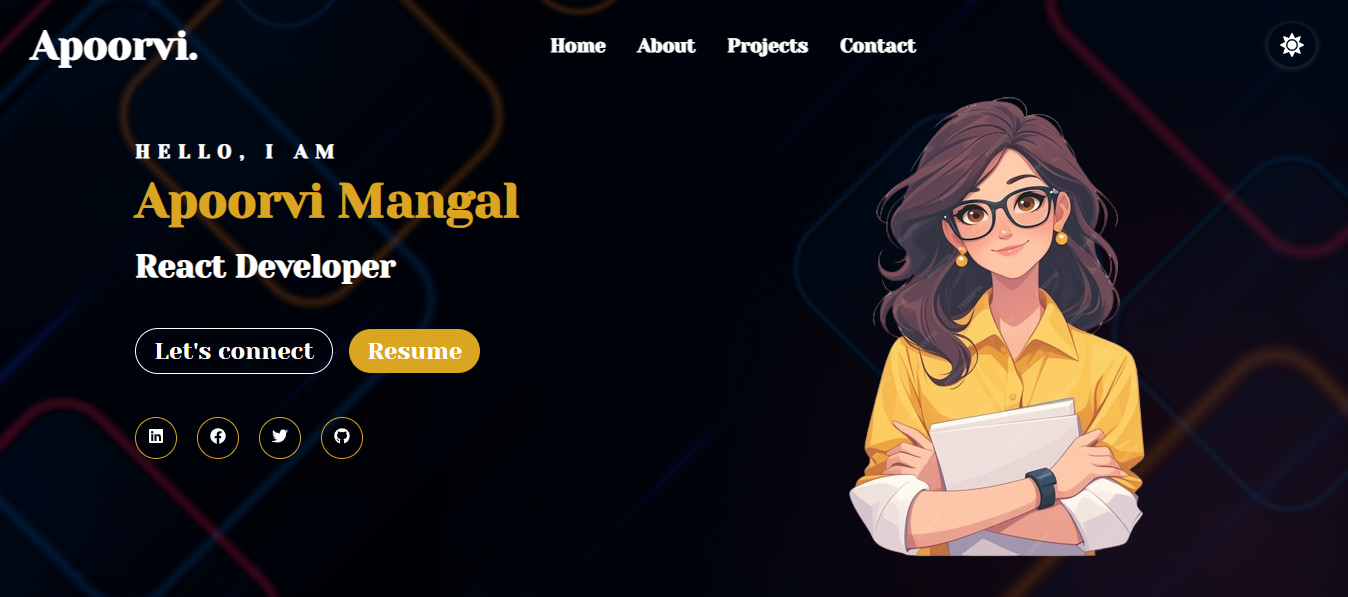 Apoorvi.
Home About Projects Contact
HELLO, I AM
Apoorvi Mangal
React Developer
Let's connect Resume